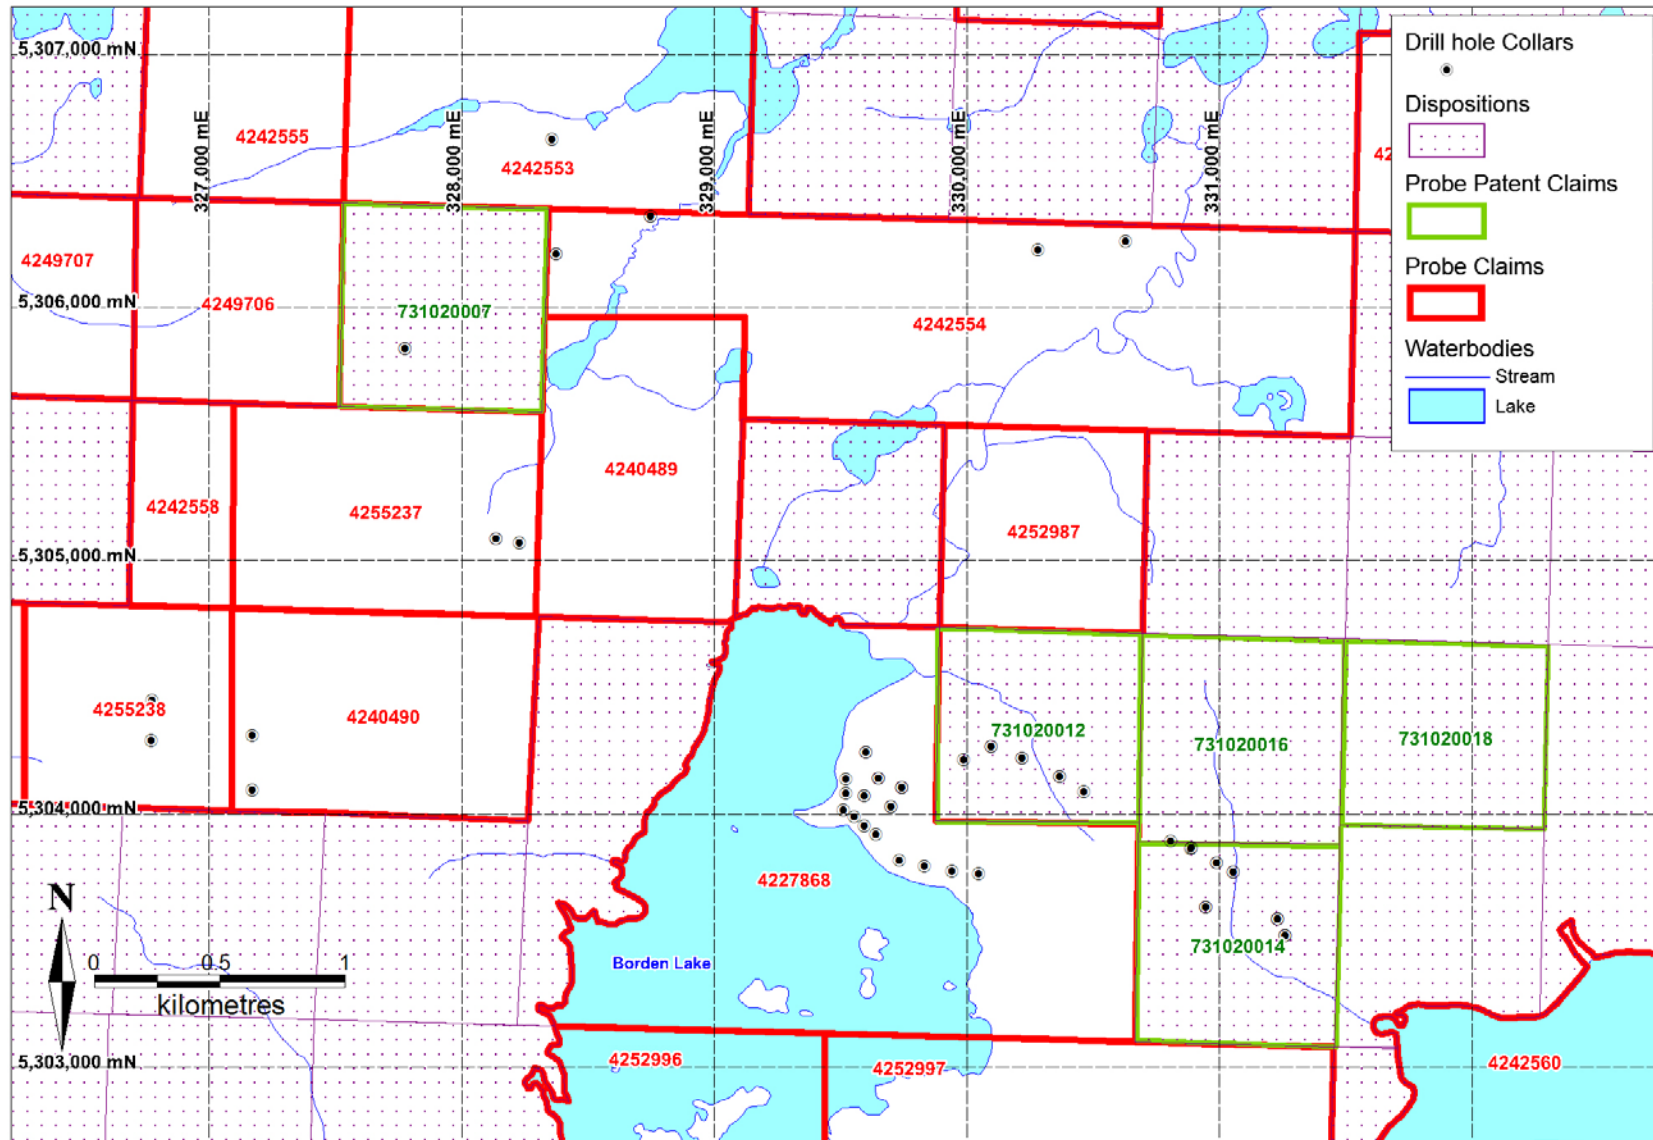 Drill hole Collars
Dispositions
Probe Patent Claims
Probe Claims
Waterbodies
Stream
Lake
5,307,000 mN
4242555
327,000 mE
328,000 mE
4242553
329,000 mE
330,000 mE
331,000 mE
42
4249707
5,306,000 mN
4249706
731020007
4242554
4240489
4242558
4255237
4252987
5,305,000 mN
4255238
4240490
731020012
731020016
731020018
5,304,000 mN
4227868
N
731020014
0 0.5 1
kilometres
Borden Lake
5,303,000 mN
4252996
4252997
4242560